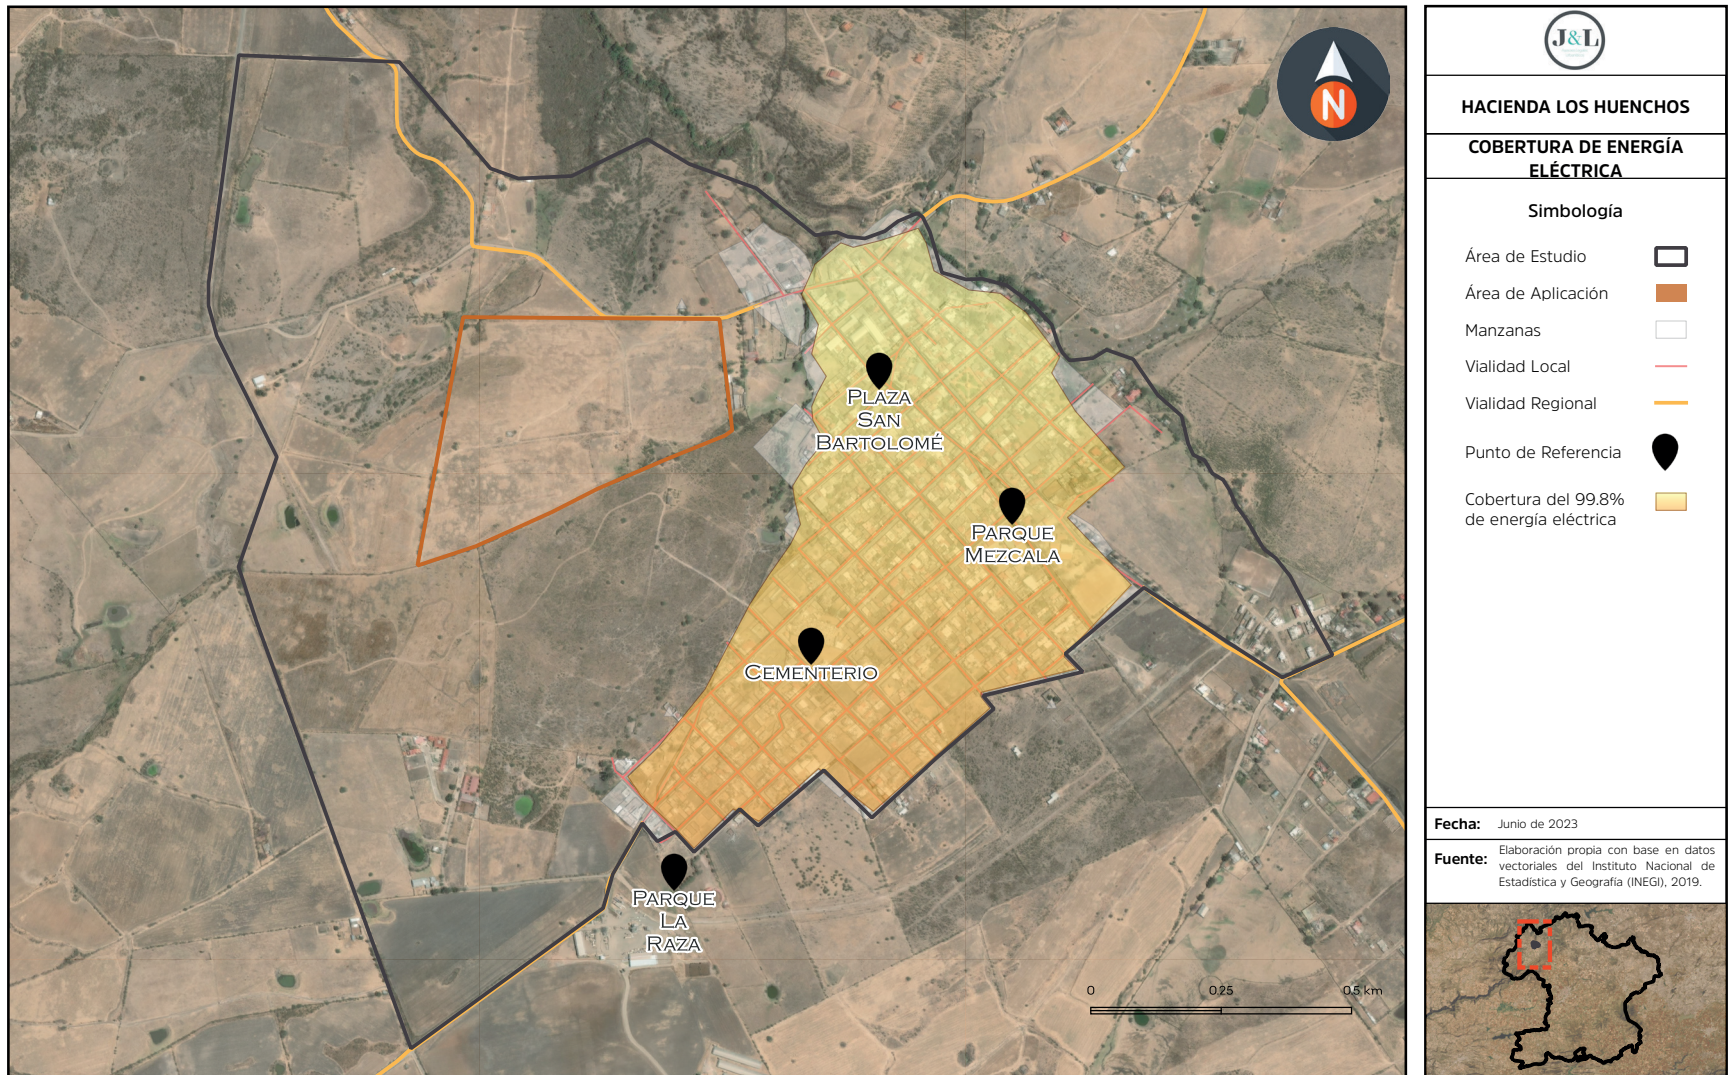 N
PLAZA
SAN
BARTOLOMÉ
PARQUE
MEZCALA
CEMENTERIO
PARQUE
LA
RAZA
0 0.25 0.5 km
J&L
HACIENDA LOS HUENCHOS
COBERTURA DE ENERGÍA
ELÉCTRICA
Simbología
Área de Estudio
Área de Aplicación
Manzanas
Vialidad Local
Vialidad Regional
Punto de Referencia
Cobertura del 99.8%
de energía eléctrica
Fecha: Junio de 2023
Fuente: Elaboración propia con base en datos
vectoriales del Instituto Nacional de
Estadística y Geografía (INEGI), 2019.